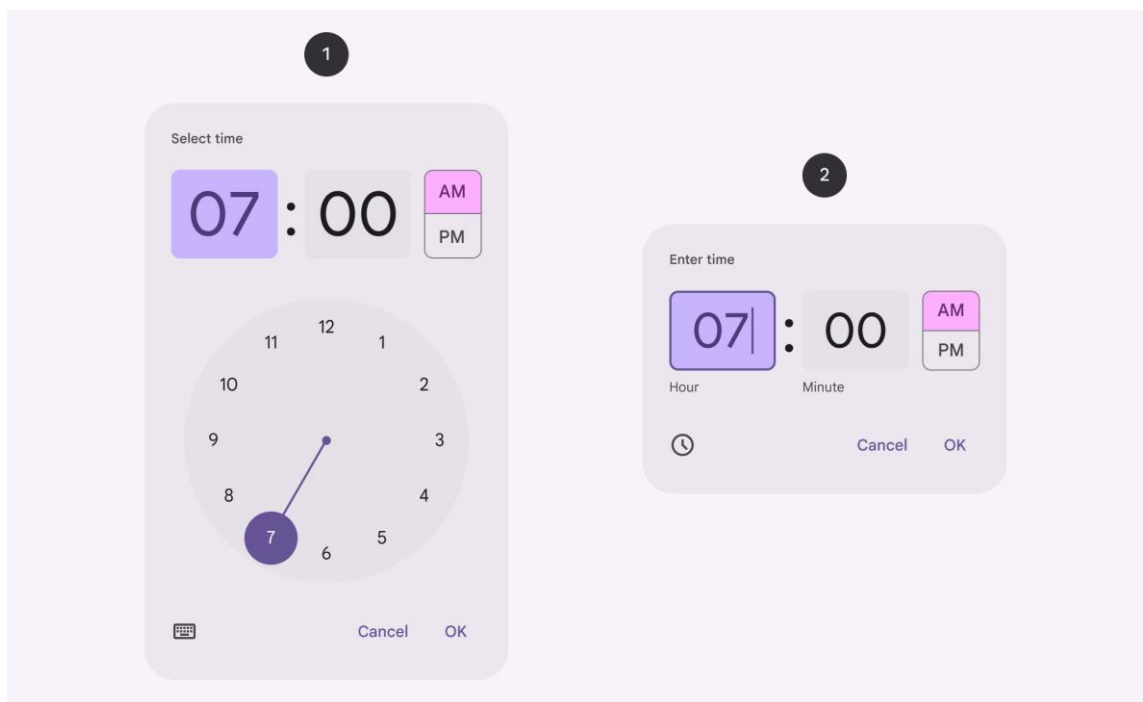 1
Select time
07 : 00
AM
PM
12
11 1
10 2
9 3
8 4
7 5
6
Cancel OK
2
Enter time
07 : 00
AM
PM
Hour Minute
Cancel OK